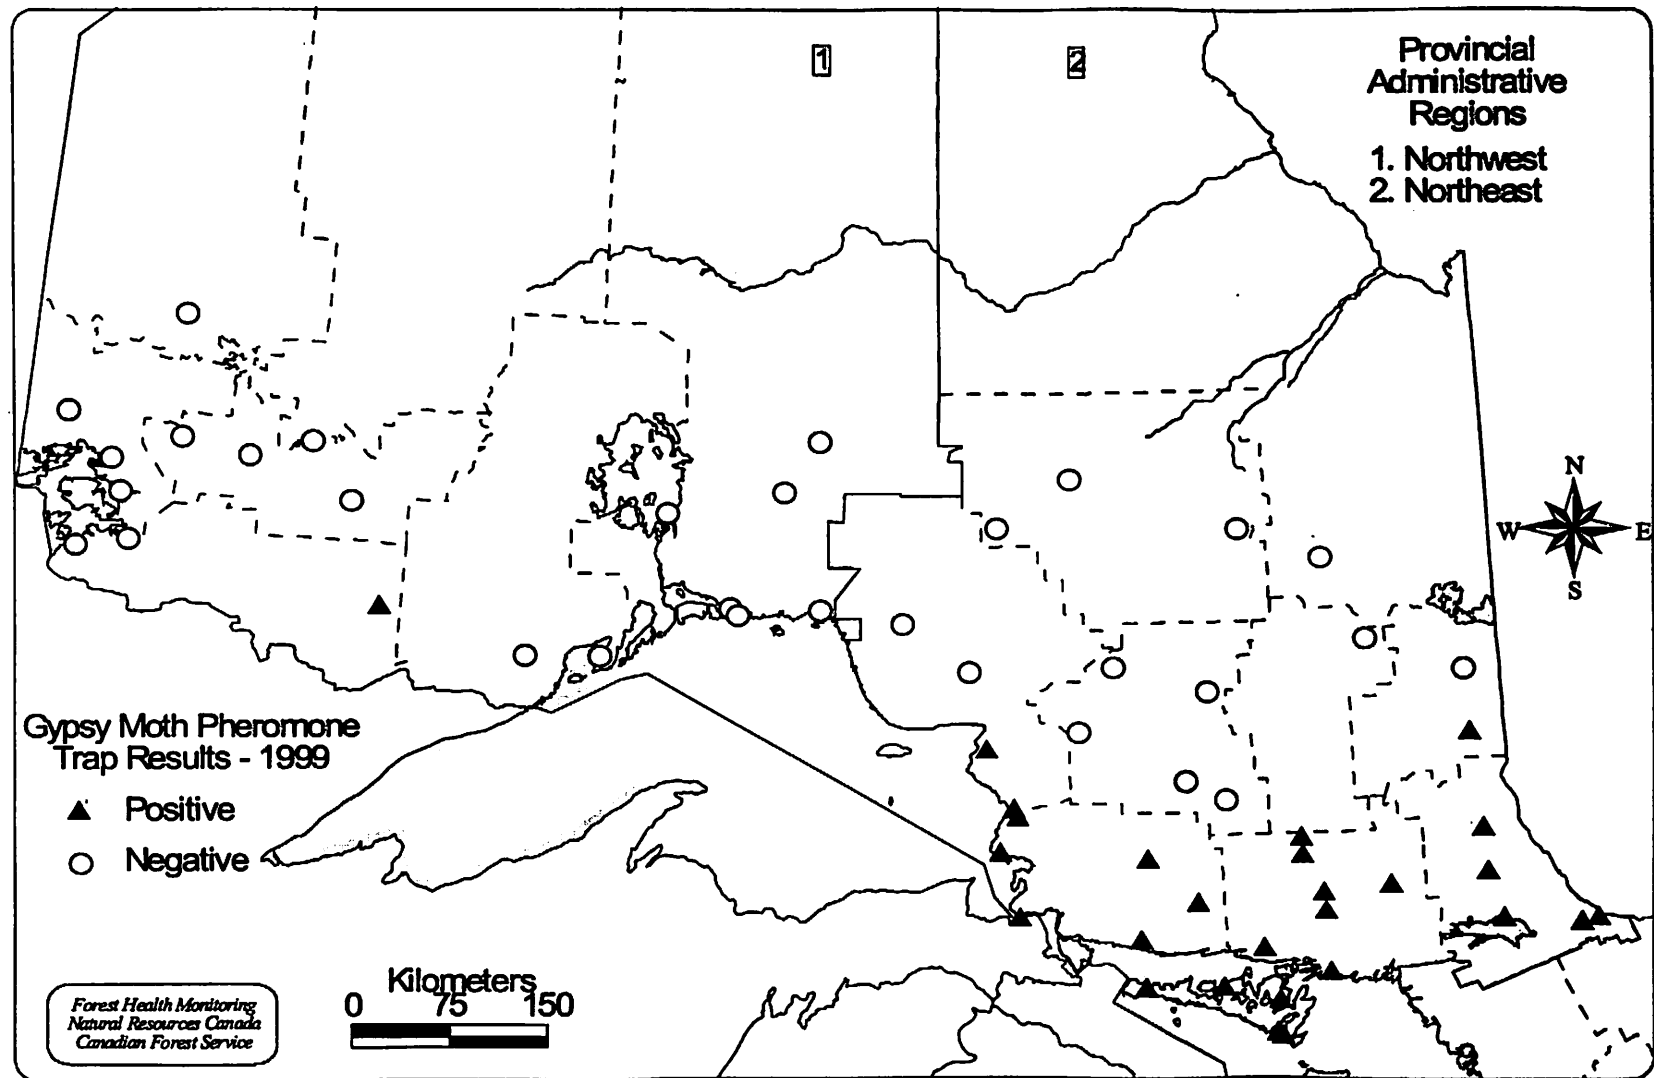 1
2
Provincial
Administrative
Regions
1. Northwest
2. Northeast
N
W
E
S
Gypsy Moth Pheromone
Trap Results - 1999
Positive
Negative
Kilometers
0 75 150
Forest Health Monitoring
Natural Resources Canada
Canadian Forest Service